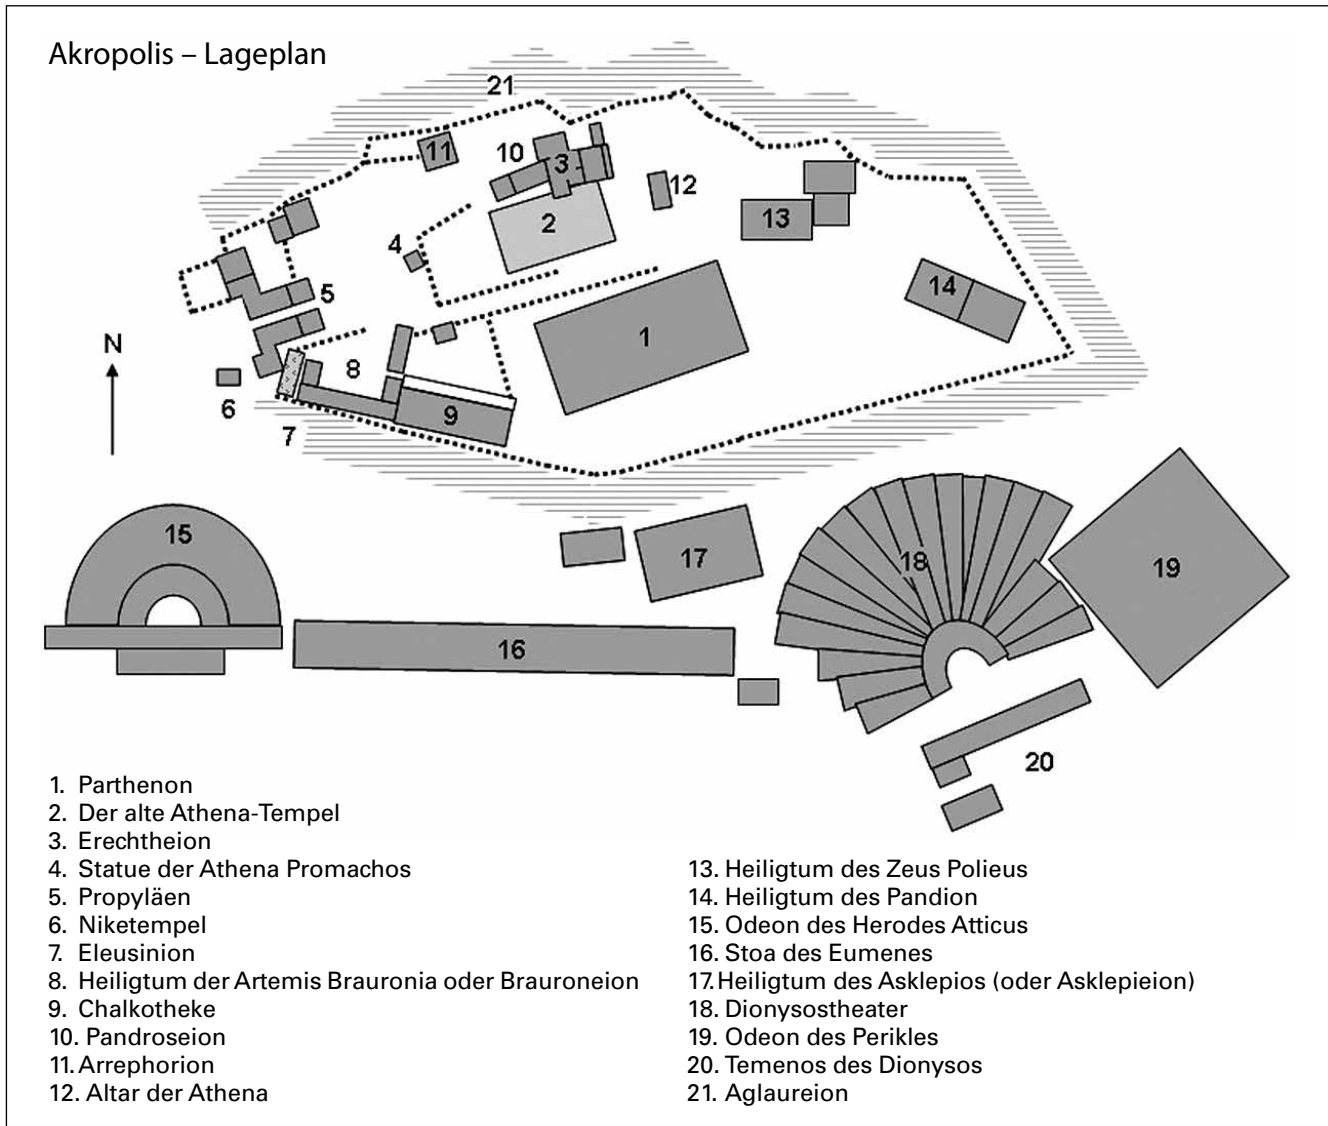 Akropolis – Lageplan
21
11
10
3
12
2
13
4
14
5
1
N
8
6
9
7
15
17
18
19
16
20
1. Parthenon
2. Der alte Athena-Tempel
3. Erechtheion
4. Statue der Athena Promachos
5. Propyläen
6. Niketempel
7. Eleusinion
8. Heiligtum der Artemis Brauronia oder Brauroneion
9. Chalkotheke
10. Pandroseion
11. Arrephorion
12. Altar der Athena
13. Heiligtum des Zeus Polieus
14. Heiligtum des Pandion
15. Odeon des Herodes Atticus
16. Stoa des Eumenes
17. Heiligtum des Asklepios (oder Asklepieion)
18. Dionysostheater
19. Odeon des Perikles
20. Temenos des Dionysos
21. Aglaureion